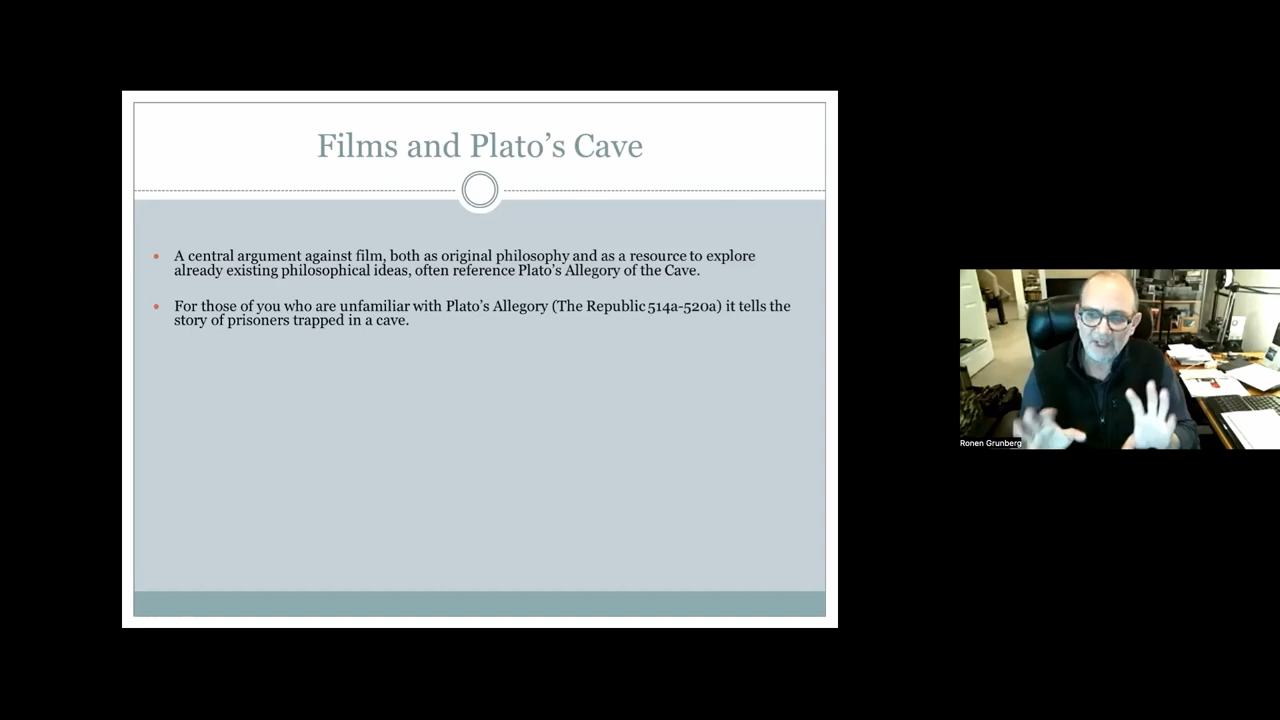 Films and Plato's Cave
• A central argument against film, both as original philosophy and as a resource to explore
already existing philosophical ideas, often reference Plato's Allegory of the Cave.
• For those of you who are unfamiliar with Plato's Allegory (The Republic 514a-520a) it tells the
story of prisoners trapped in a cave.
Ronen Grunberg